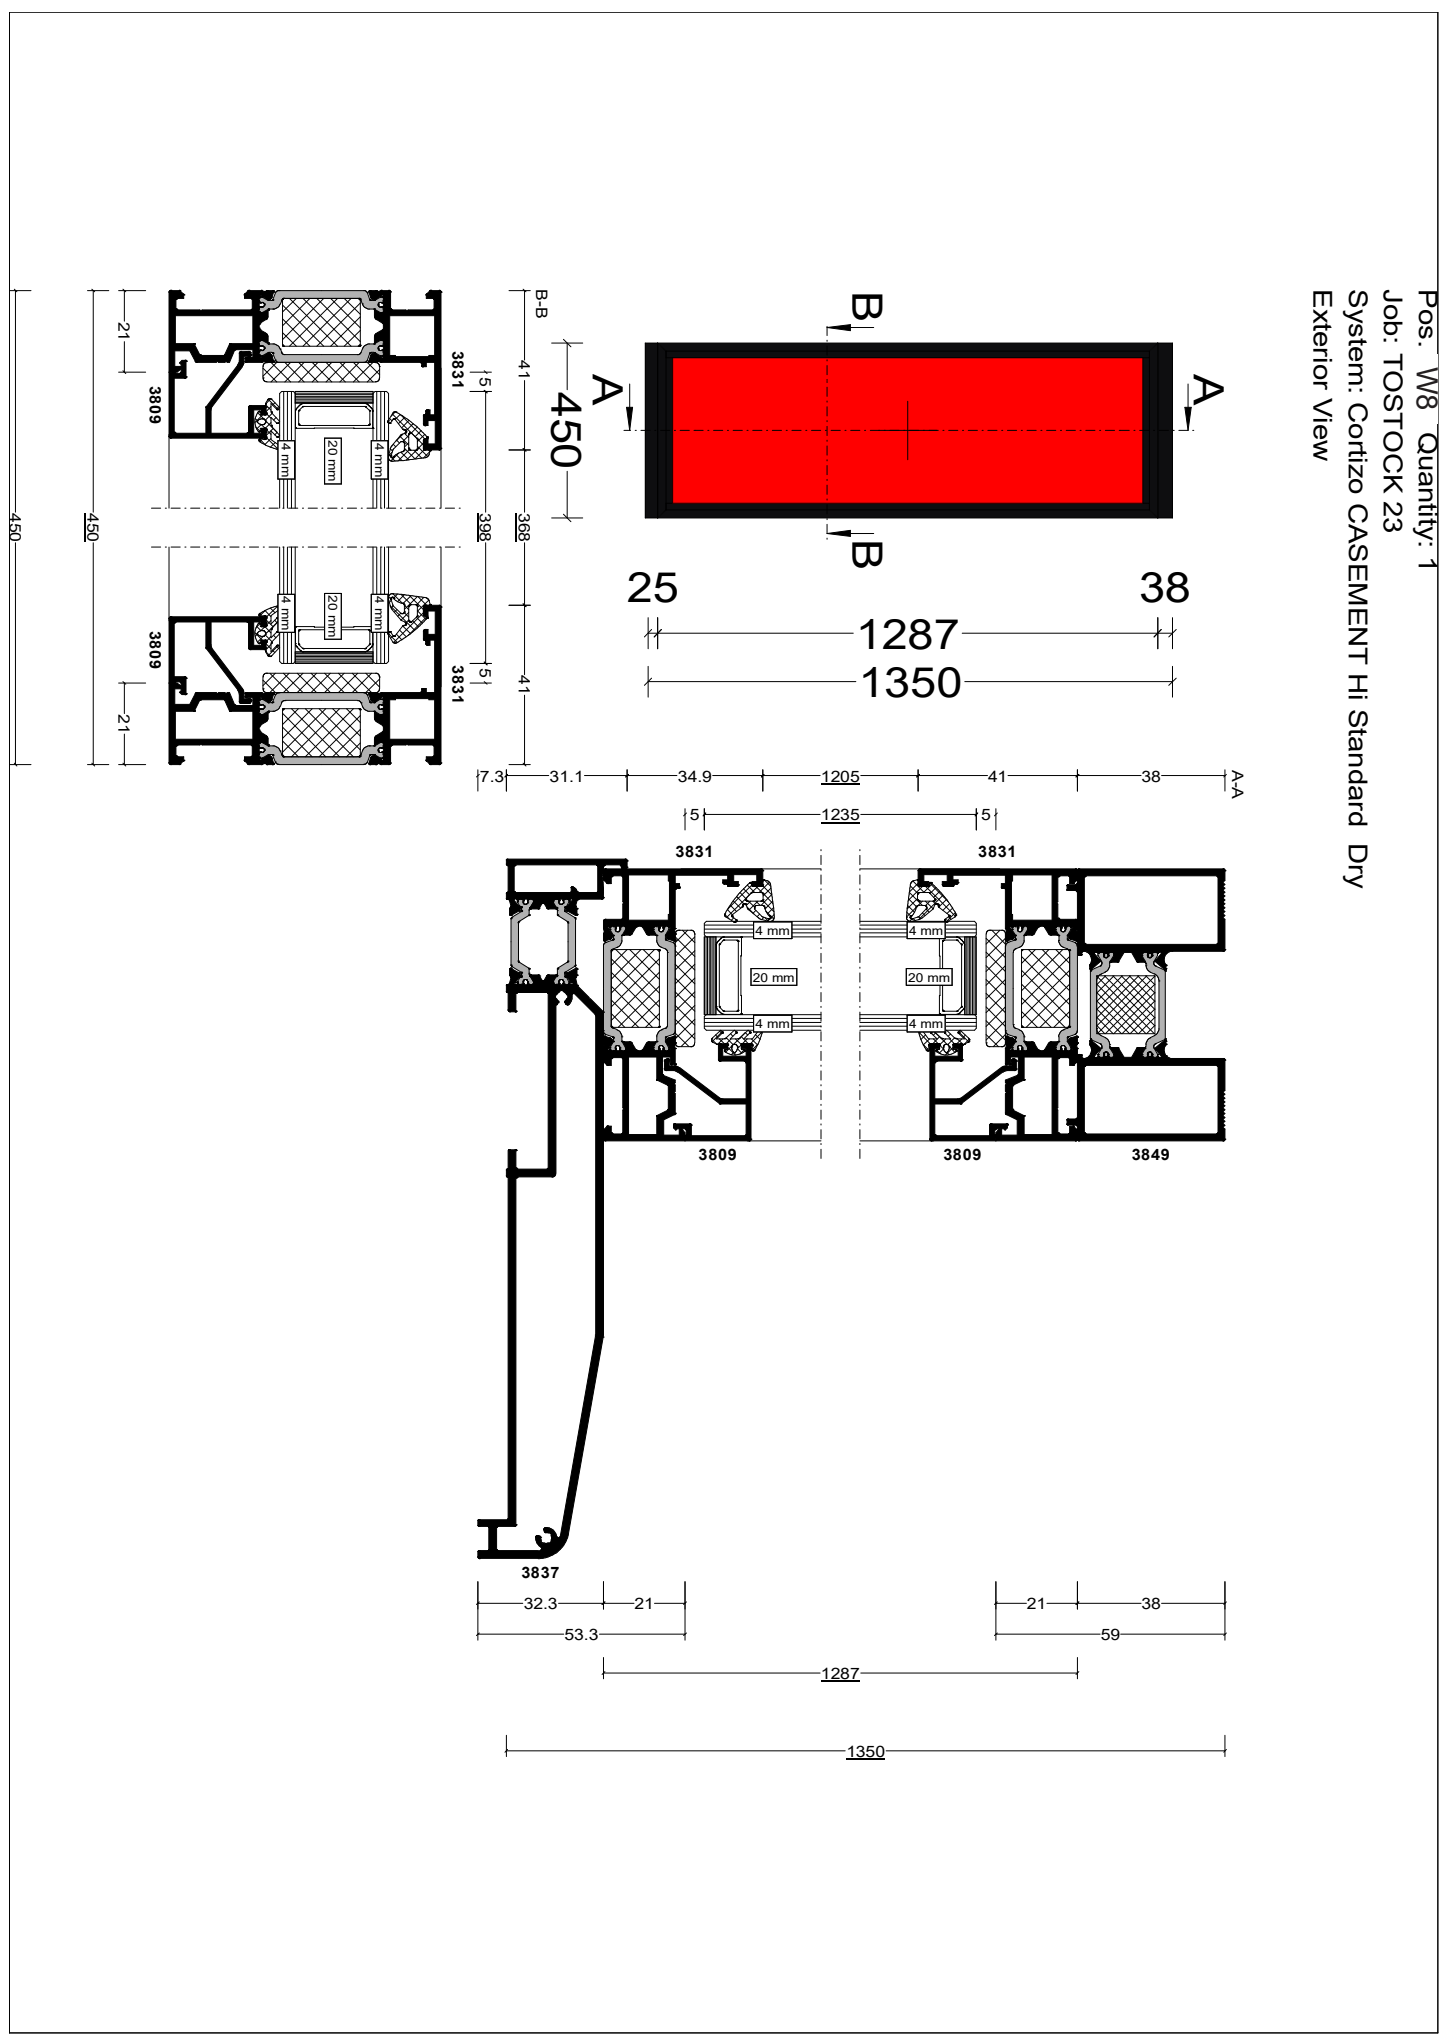 Pos. W8 Quantity: 1
Job: TOSTOCK 23
System: Cortizo CASEMENT Hi Standard Dry
Exterior View
A
A
B
B
450
25
38
1287
1350
B-B
41
368
41
5
398
5
3831
3831
4 mm
20 mm
4 mm
4 mm
20 mm
4 mm
3809
3809
21
21
450
450
A-A
7.3
31.1
34.9
1205
41
38
5
1235
5
3831
3831
4 mm
4 mm
20 mm
20 mm
4 mm
4 mm
3809
3809
3849
3837
32.3
21
21
38
53.3
59
1287
1350